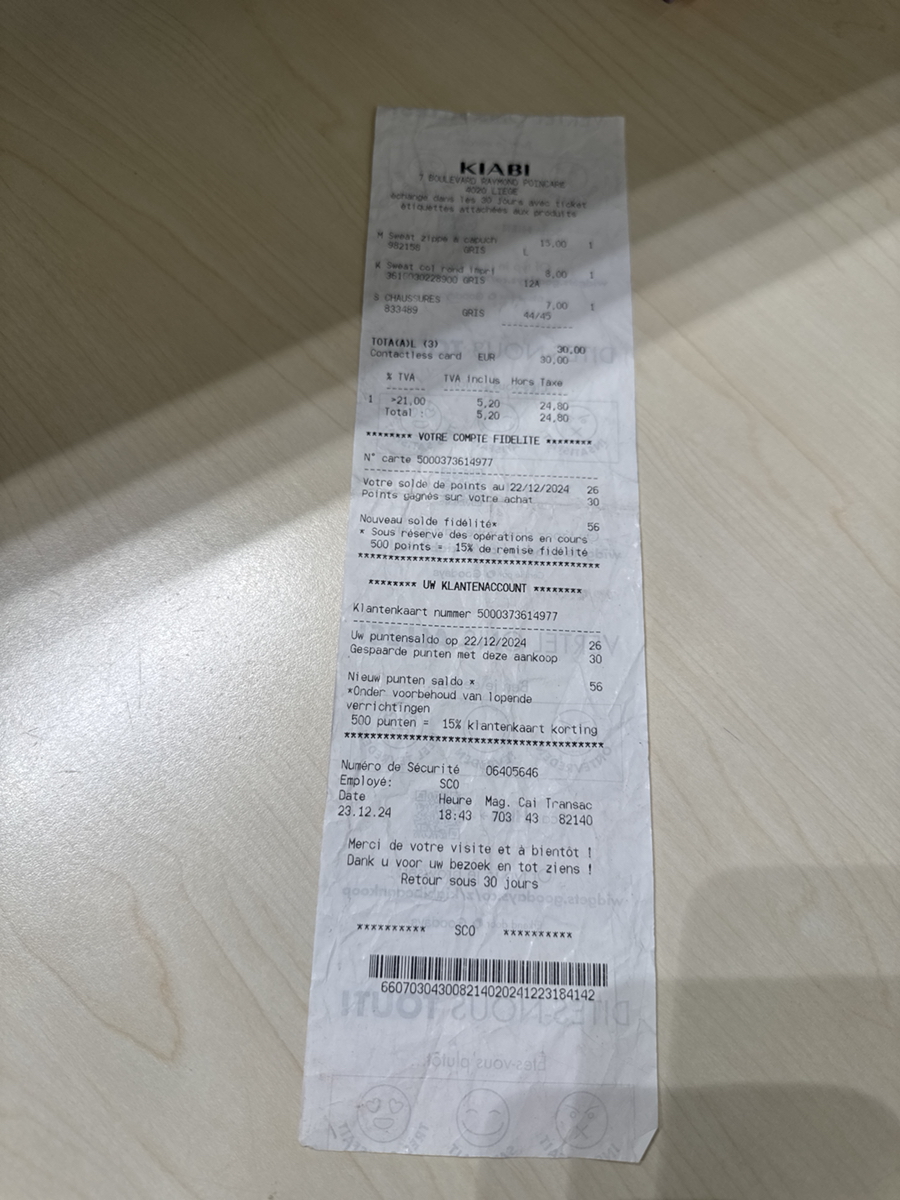 KIABI
7 BOULEVARD RAYMOND POINCARE
4020 LIEGE
échange dans les 30 jours avec ticket
étiquettes attachées aux produits
M Sweat zippé à capuch 15,00 1
982158 GRIS L
K Sweat col rond impri 8,00 1
GRIS 12A
S CHAUSSURES 7,00 1
833489 GRIS 44/45
------------
TOTA(A)L (3) 30,00
Contactless card EUR 30,00
% TVA TVA Inclus Hors Taxe
1 >21,00 5,20 24,80
Total : 5,20 24,80
******** VOTRE COMPTE FIDELITE ********
N° carte 5000373614977
Votre solde de points au 22/12/2024 26
Points gagnés sur votre achat 30
Nouveau solde fidélité* 56
* Sous réserve des opérations en cours
500 points = 15% de remise fidélité
****************************************
******** UW KLANTENACCOUNT ********
Klantenkaart nummer 5000373614977
Uw puntensaldo op 22/12/2024 26
Gespaarde punten met deze aankoop 30
Nieuw punten saldo * 56
*Onder voorbehoud van lopende
verrichtingen
500 punten = 15% klantenkaart korting
****************************************
Numéro de Sécurité 06405646
Employé: SCO
Date Heure Mag. Cai Transac
23.12.24 18:43 703 43 82140
Merci de votre visite et à bientôt !
Dank u voor uw bezoek en tot ziens !
Retour sous 30 jours
********** SCO **********
660703043008214020241223184142
DITES-NOUS TOUT!
Êtes-vous plutôt...